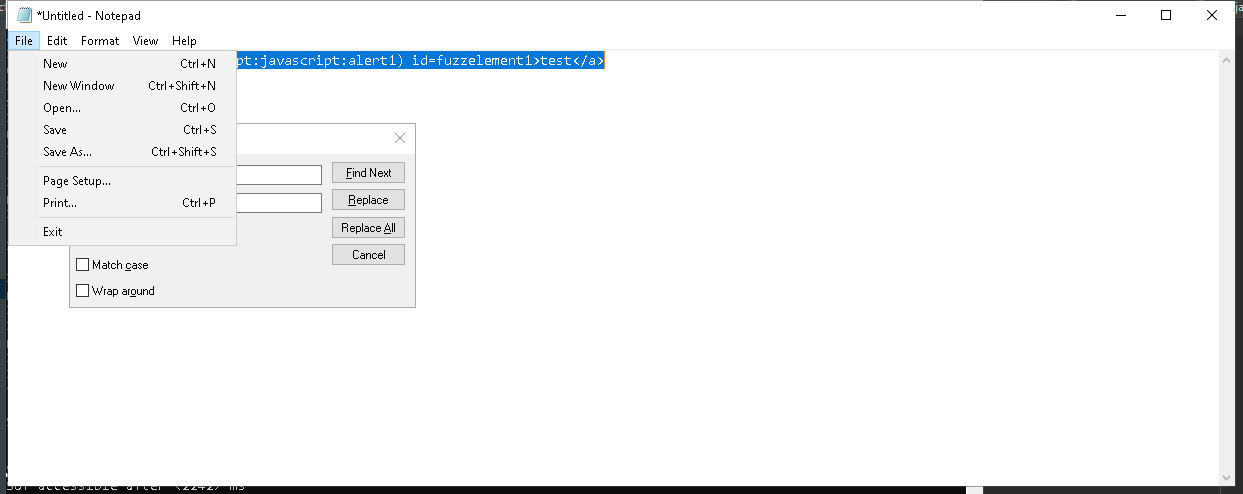 *Untitled - Notepad
File Edit Format View Help
pt:javascript:alert1) id=fuzzelement1>test</a>
New Ctrl+N
New Window Ctrl+Shift+N
Open... Ctrl+O
Save Ctrl+S
Save As... Ctrl+Shift+S
Page Setup...
Print... Ctrl+P
Exit
Find Next
Replace
Replace All
Cancel
Match case
Wrap around
accessible after <2242> ms